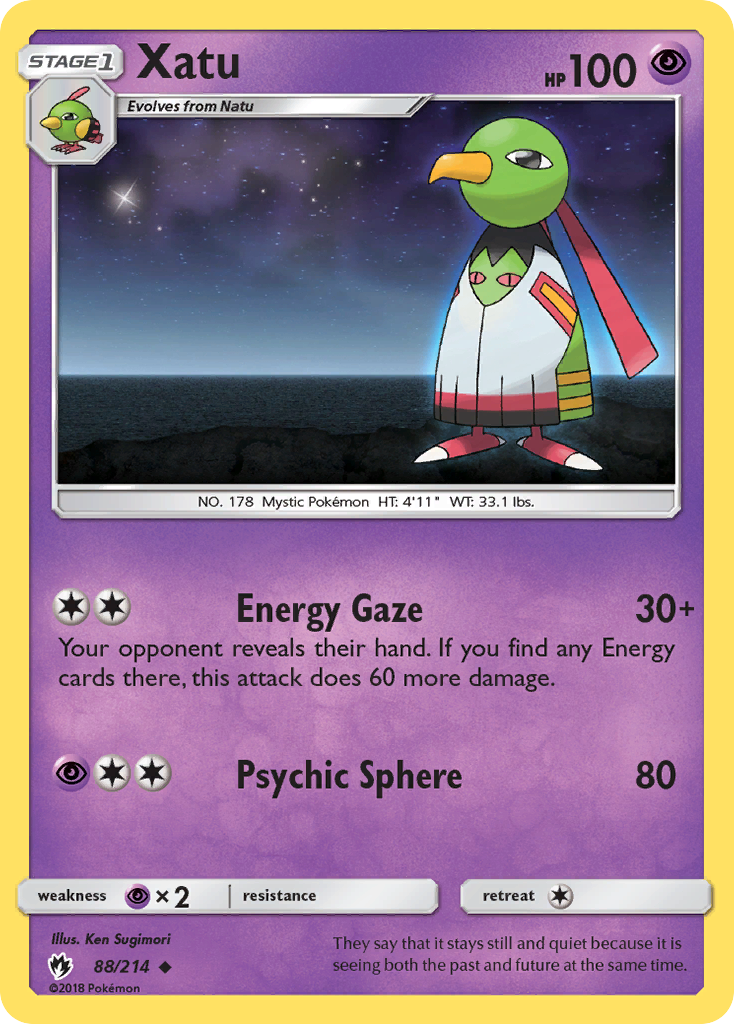 STAGE1
Xatu
HP 100
Evolves from Natu
NO. 178 Mystic Pokémon HT: 4'11" WT: 33.1 lbs.
Energy Gaze 30+
Your opponent reveals their hand. If you find any Energy
cards there, this attack does 60 more damage.
Psychic Sphere 80
weakness ×2 resistance retreat
Illus. Ken Sugimori
88/214
©2018 Pokémon
They say that it stays still and quiet because it is
seeing both the past and future at the same time.